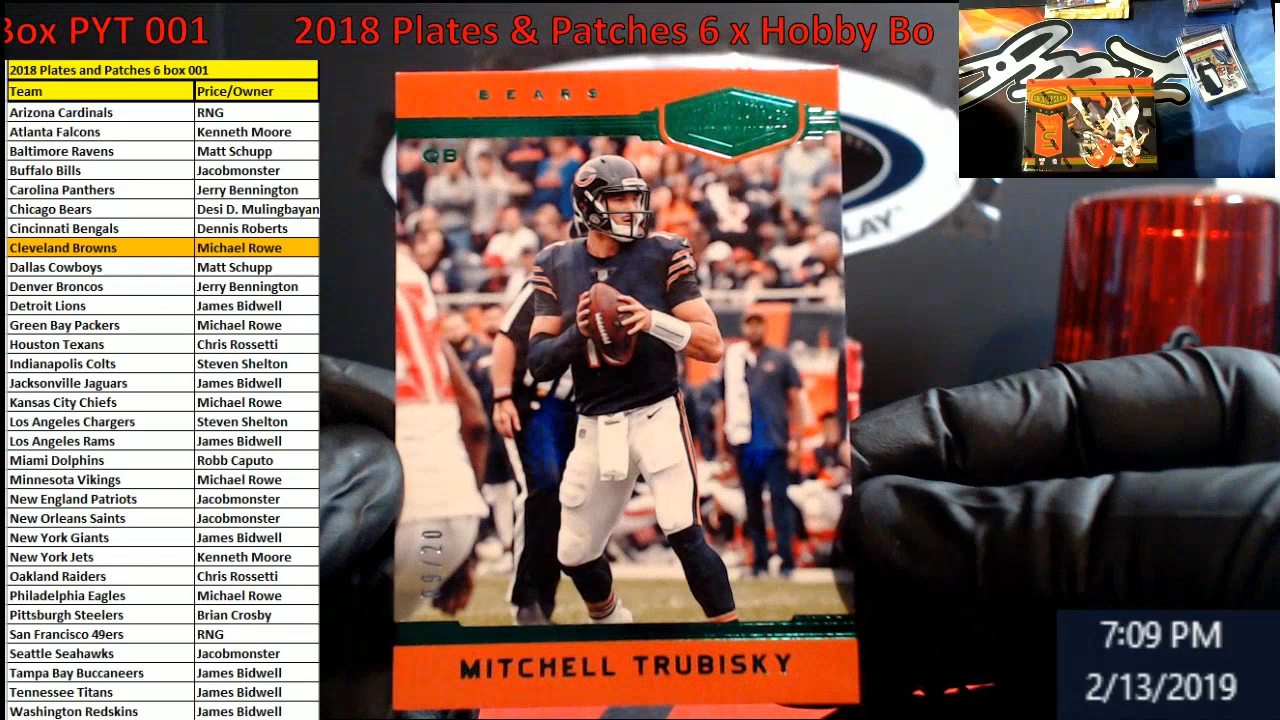 Box PYT 001 2018 Plates & Patches 6 x Hobby Bo
2018 Plates and Patches 6 box 001
Team Price/Owner
Arizona Cardinals RNG
Atlanta Falcons Kenneth Moore
Baltimore Ravens Matt Schupp
Buffalo Bills Jacobmonster
Carolina Panthers Jerry Bennington
Chicago Bears Desi D. Mulingbayan
Cincinnati Bengals Dennis Roberts
Cleveland Browns Michael Rowe
Dallas Cowboys Matt Schupp
Denver Broncos Jerry Bennington
Detroit Lions James Bidwell
Green Bay Packers Michael Rowe
Houston Texans Chris Rossetti
Indianapolis Colts Steven Shelton
Jacksonville Jaguars James Bidwell
Kansas City Chiefs Michael Rowe
Los Angeles Chargers Steven Shelton
Los Angeles Rams James Bidwell
Miami Dolphins Robb Caputo
Minnesota Vikings Michael Rowe
New England Patriots Jacobmonster
New Orleans Saints Jacobmonster
New York Giants James Bidwell
New York Jets Kenneth Moore
Oakland Raiders Chris Rossetti
Philadelphia Eagles Michael Rowe
Pittsburgh Steelers Brian Crosby
San Francisco 49ers RNG
Seattle Seahawks Jacobmonster
Tampa Bay Buccaneers James Bidwell
Tennessee Titans James Bidwell
Washington Redskins James Bidwell
BEARS
QB
09/20
MITCHELL TRUBISKY
LAY
7:09 PM
2/13/2019